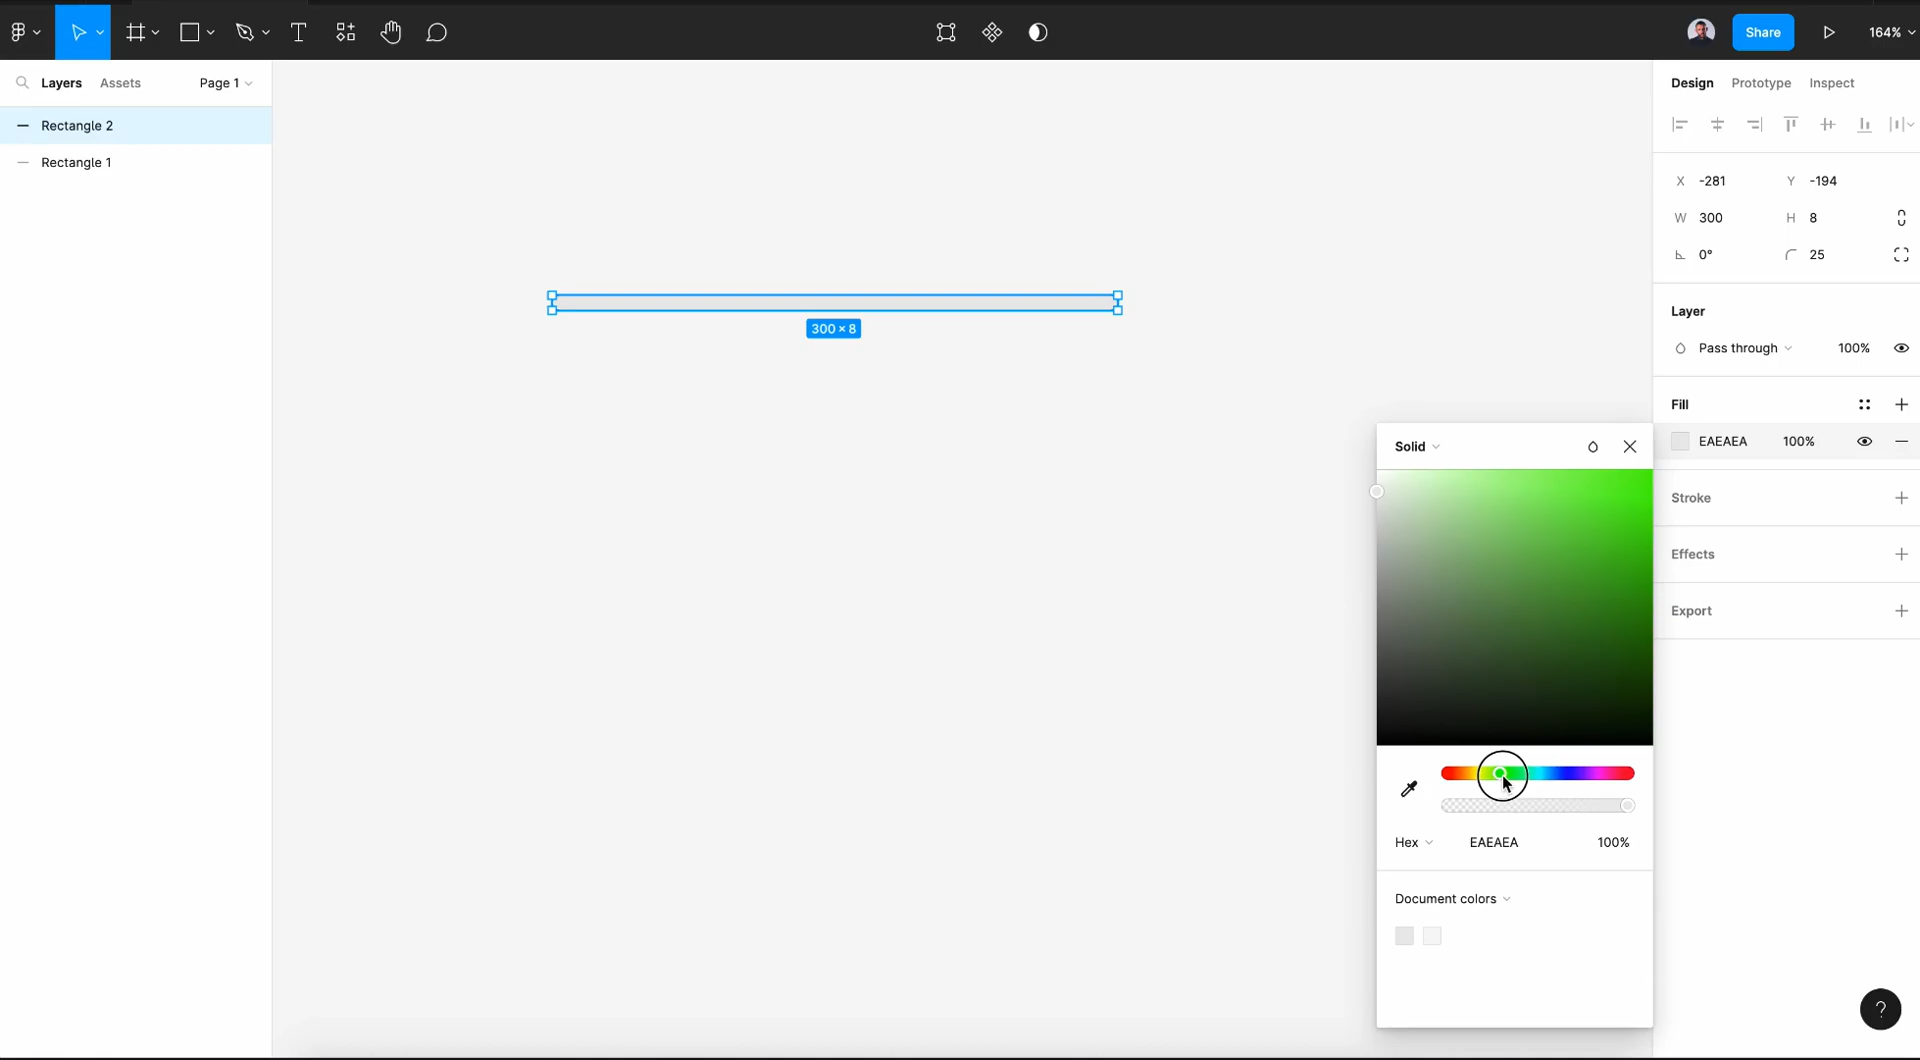 Share
164%
Layers
Assets
Page 1
Design
Prototype
Inspect
Rectangle 2
Rectangle 1
X -281
Y -194
W 300
H 8
0°
25
300 × 8
Layer
Pass through
100%
Fill
EAEAEA
100%
Stroke
Effects
Export
Solid
Hex
EAEAEA
100%
Document colors
?